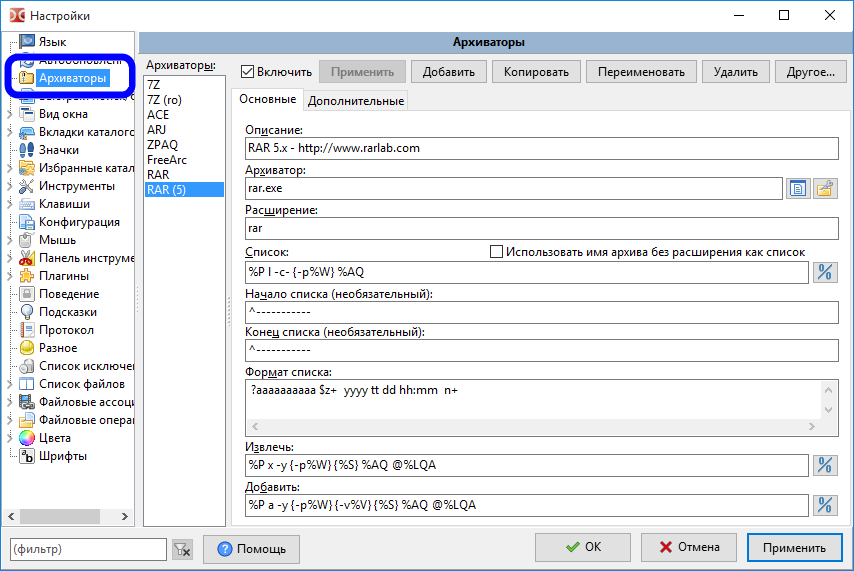 Настройки
Язык
Автообновлени
Архиваторы
Вид окна
Вкладки каталого
Значки
Избранные катал
Инструменты
Клавиши
Конфигурация
Мышь
Панель инструме
Плагины
Поведение
Подсказки
Протокол
Разное
Список исключен
Список файлов
Файловые ассоци
Файловые опера
Цвета
Шрифты
(фильтр)
Помощь
Архиваторы
Архиваторы:
7Z
7Z (ro)
ACE
ARJ
ZPAQ
FreeArc
RAR
RAR (5)
Включить Применить Добавить Копировать Переименовать Удалить Другое...
Основные Дополнительные
Описание:
RAR 5.x - http://www.rarlab.com
Архиватор:
rar.exe
Расширение:
rar
Список: Использовать имя архива без расширения как список
%P l -c- {-p%W} %AQ
%
Начало списка (необязательный):
^-----------
Конец списка (необязательный):
^-----------
Формат списка:
?aaaaaaaaaa $z+ yyyy tt dd hh:mm n+
Извлечь:
%P x -y {-p%W} {%S} %AQ @%LQA
%
Добавить:
%P a -y {-p%W} {-v%V} {%S} %AQ @%LQA
%
OK Отмена Применить